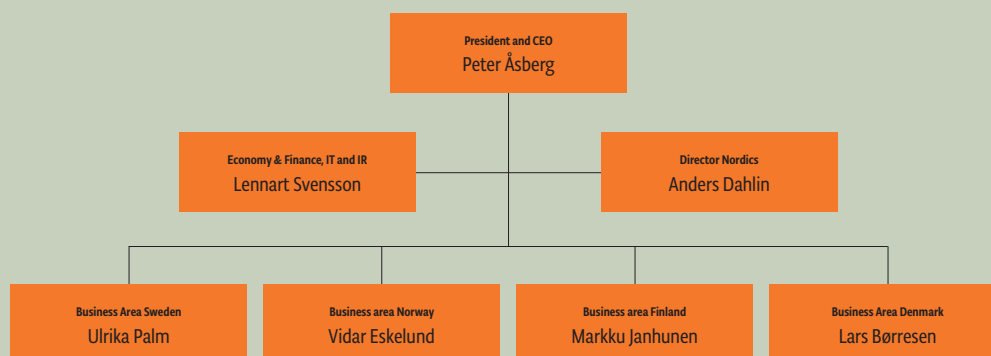 President and CEO
Peter Åsberg
Economy & Finance, IT and IR
Lennart Svensson
Director Nordics
Anders Dahlin
Business Area Sweden
Ulrika Palm
Business area Norway
Vidar Eskelund
Business area Finland
Markku Janhunen
Business Area Denmark
Lars Børresen